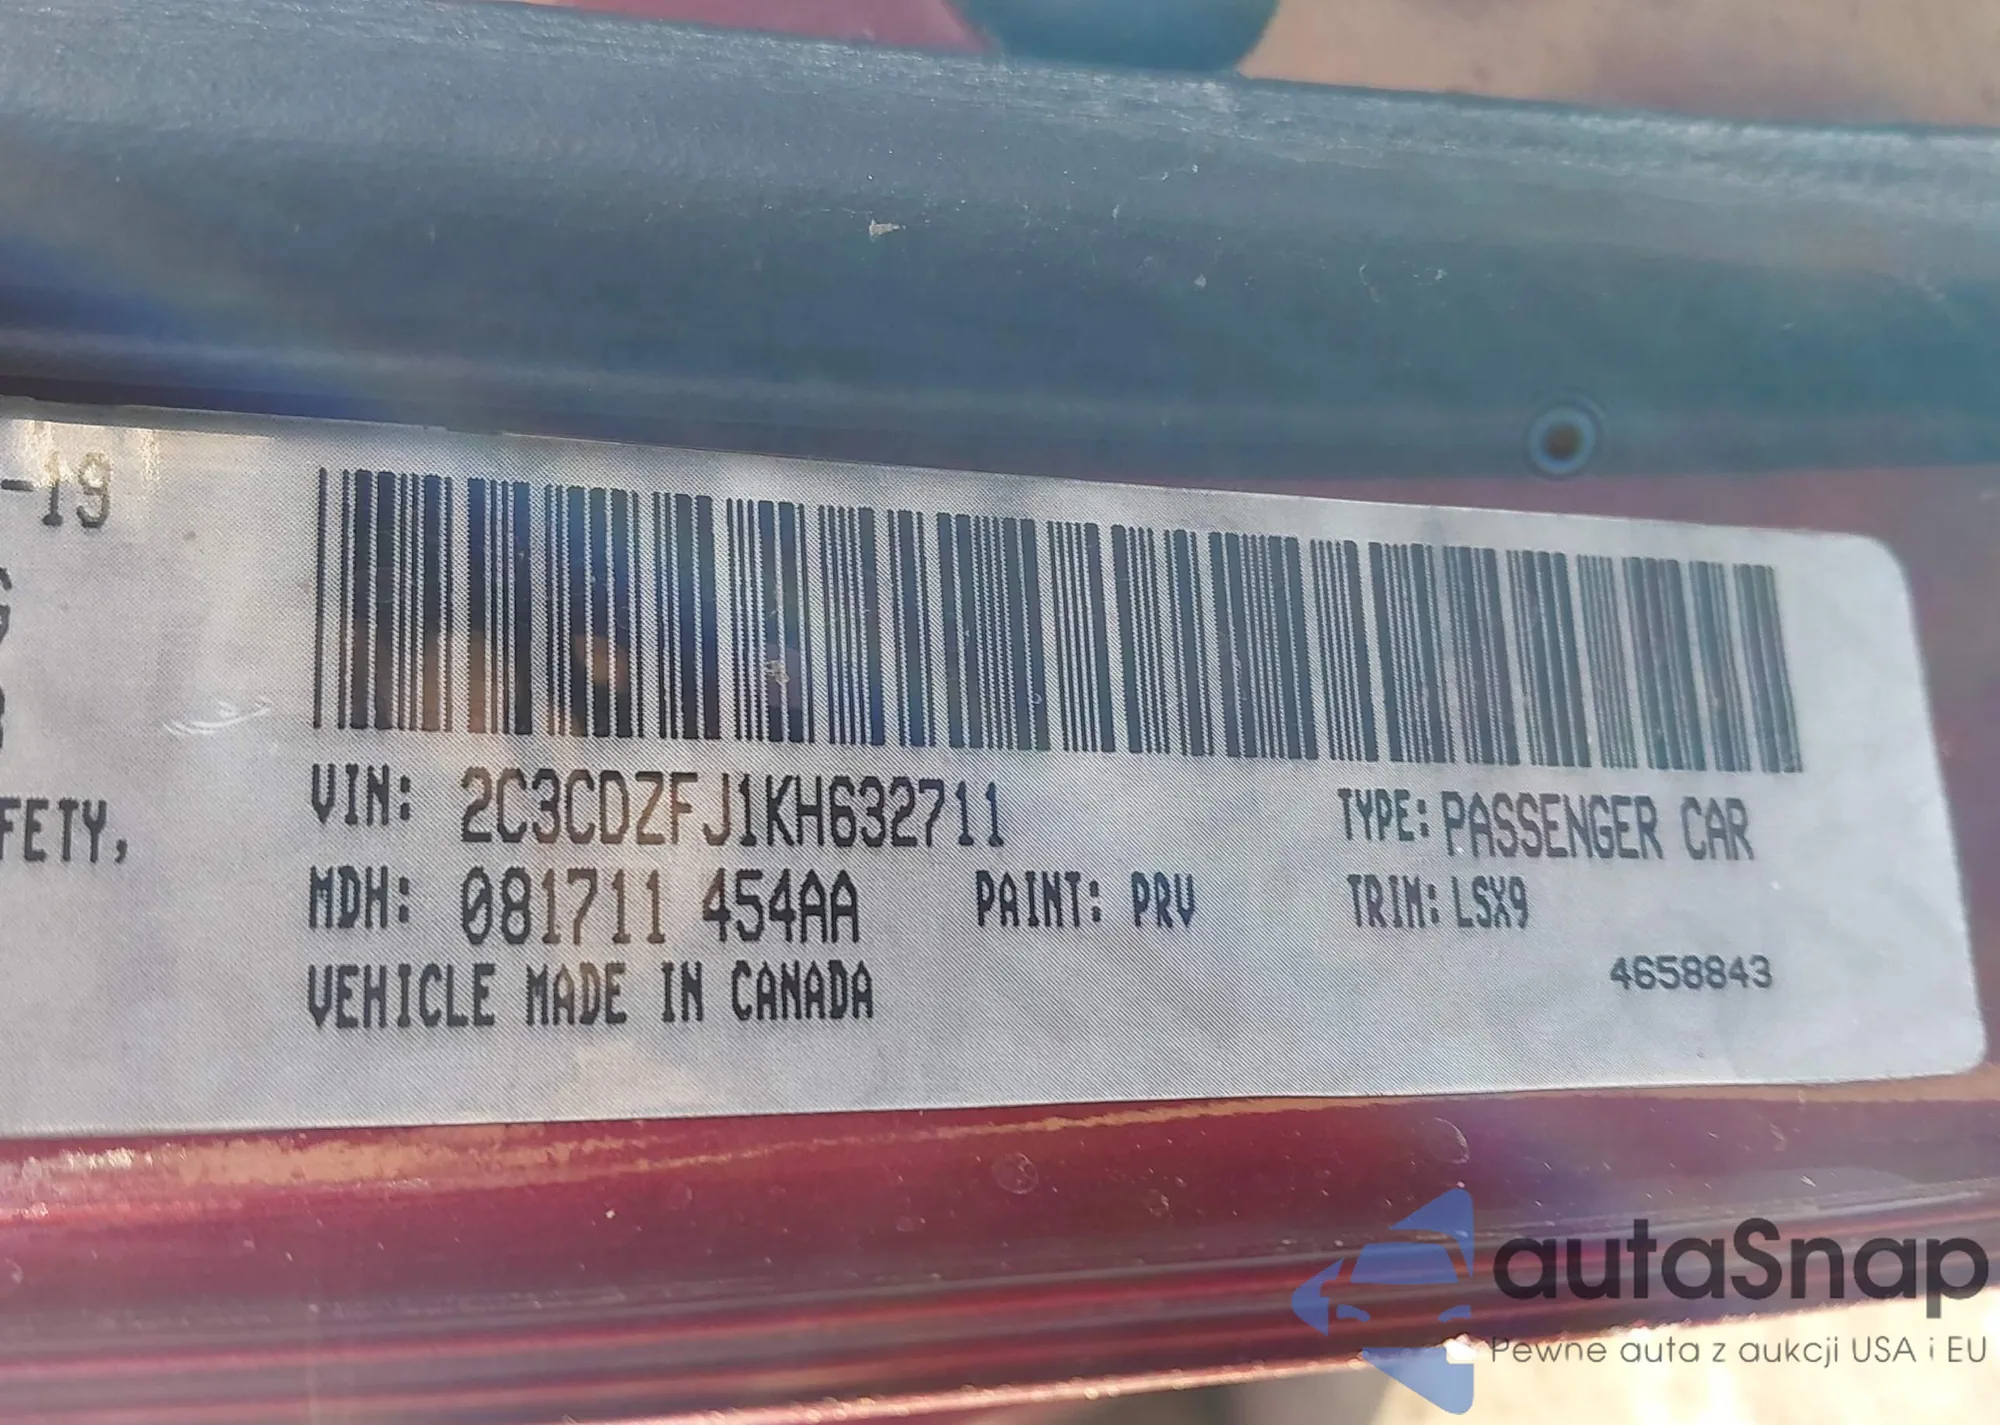 -19
FETY,
VIN: 2C3CDZFJ1KH632711
TYPE: PASSENGER CAR
MDH: 081711 454AA
PAINT: PRV
TRIM: LSX9
VEHICLE MADE IN CANADA
4658843
autaSnap
Pewne auta z aukcji USA i EU